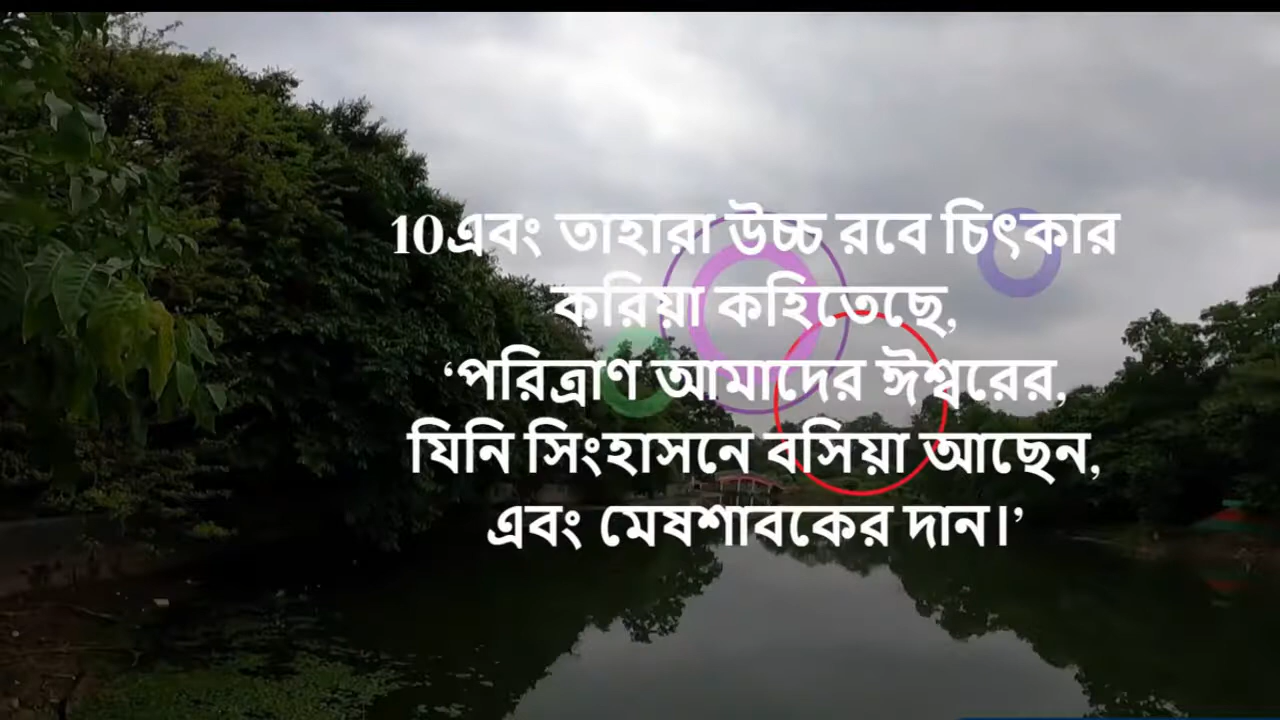 10এবং তাহারা উচ্চ রবে চিৎকার
করিয়া কহিতেছে,
‘পরিত্রাণ আমাদের ঈশ্বরের,
যিনি সিংহাসনে বসিয়া আছেন,
এবং মেষশাবকের দান।’